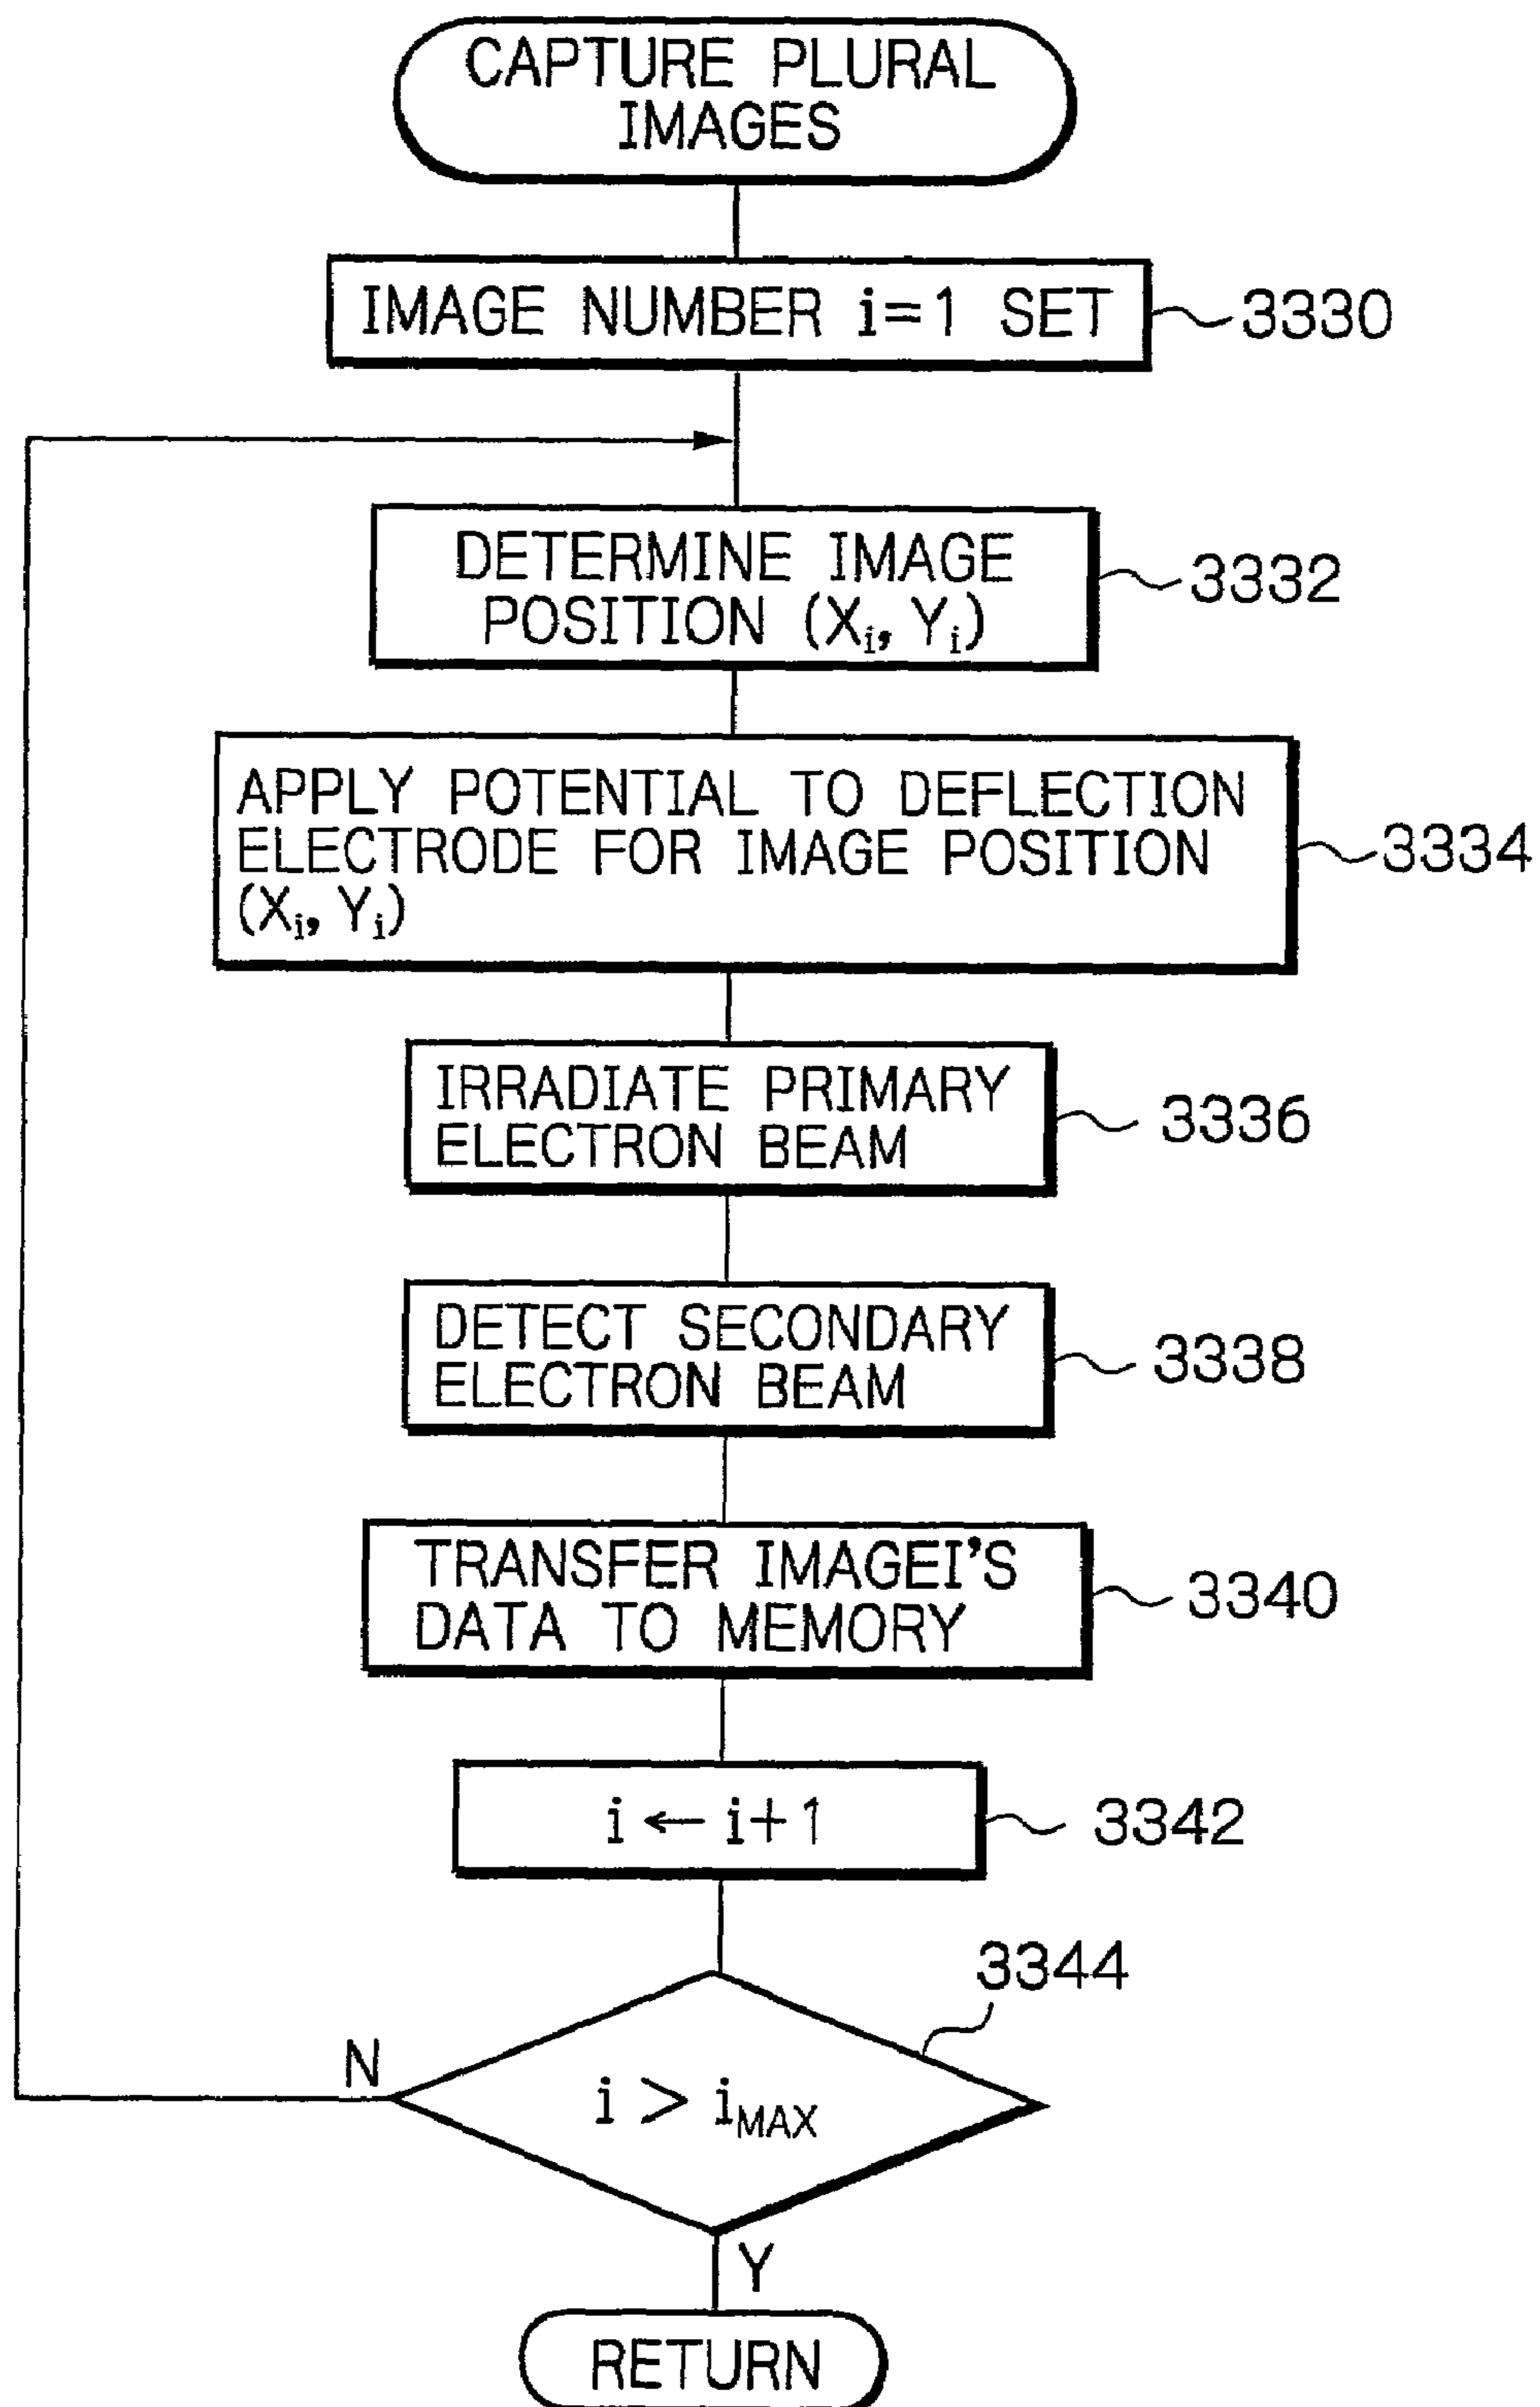 CAPTURE PLURAL
IMAGES
IMAGE NUMBER i=1 SET
3330
DETERMINE IMAGE
POSITION (Xi, Yi)
3332
APPLY POTENTIAL TO DEFLECTION
ELECTRODE FOR IMAGE POSITION
(Xi, Yi)
3334
IRRADIATE PRIMARY
ELECTRON BEAM
3336
DETECT SECONDARY
ELECTRON BEAM
3338
TRANSFER IMAGEI'S
DATA TO MEMORY
3340
i ← i+1
3342
3344
N
i > iMAX
Y
RETURN